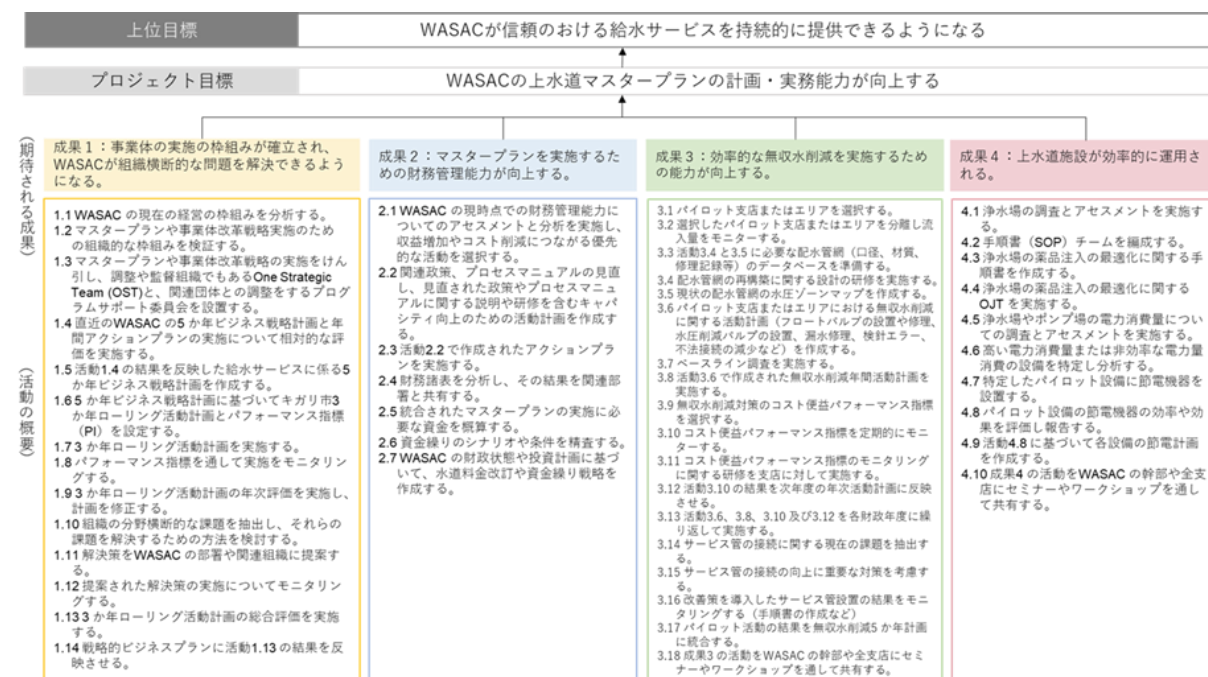 上位目標
WASACが信頼のおける給水サービスを持続的に提供できるようになる
プロジェクト目標
WASACの上水道マスタープランの計画・実務能力が向上する
（期待される成果）
成果1：事業体の実施の枠組みが確立され、
WASACが組織横断的な問題を解決できるよう
になる。
成果2：マスタープランを実施するた
めの財務管理能力が向上する。
成果3：効率的な無収水削減を実施するため
の能力が向上する。
成果4：上水道施設が効率的に運用さ
れる。
（活動の概要）
1.1 WASAC の現在の経営の枠組みを分析する。
1.2 マスタープランや事業体改革戦略実施のため
の組織的な枠組みを検証する。
1.3 マスタープランや事業体改革戦略の実施をけん
引し、調整や監督組織でもあるOne Strategic
Team (OST)と、関連団体との調整をするプログ
ラムサポート委員会を設置する。
1.4 直近のWASAC の5 か年ビジネス戦略計画と年
間アクションプランの実施について相対的な評
価を実施する。
1.5 活動1.4 の結果を反映した給水サービスに係る5
か年ビジネス戦略計画を作成する。
1.6 5 か年ビジネス戦略計画に基づいてキガリ市3
か年ローリング活動計画とパフォーマンス指標
（PI）を設定する。
1.7 3 か年ローリング活動計画を実施する。
1.8 パフォーマンス指標を通して実施をモニタリン
グする。
1.9 3 か年ローリング活動計画の年次評価を実施し、
計画を修正する。
1.10 組織の分野横断的な課題を抽出し、それらの
課題を解決するための方法を検討する。
1.11 解決策をWASAC の部署や関連組織に提案す
る。
1.12 提案された解決策の実施についてモニタリン
グする。
1.13 3 か年ローリング活動計画の総合評価を実施
する。
1.14 戦略的ビジネスプランに活動1.13 の結果を反
映させる。
2.1 WASAC の現時点での財務管理能力に
ついてのアセスメントと分析を実施し、
収益増加やコスト削減につながる優先
的な活動を選択する。
2.2 関連政策、プロセスマニュアルの見直
し、見直された政策やプロセスマニュ
アルに関する説明や研修を含むキャパ
シティ向上のための活動計画を作成す
る。
2.3 活動2.2 で作成されたアクションプラ
ンを実施する。
2.4 財務諸表を分析し、その結果を関連部
署と共有する。
2.5 統合されたマスタープランの実施に必
要な資金を概算する。
2.6 資金繰りのシナリオや条件を精査する。
2.7 WASAC の財政状態や投資計画に基づ
いて、水道料金改訂や資金繰り戦略を
作成する。
3.1 パイロット支店またはエリアを選択する。
3.2 選択したパイロット支店またはエリアを分離し流
入量をモニターする。
3.3 活動3.4 と3.5 に必要な配水管網（口径、材質、
修理記録等）のデータベースを準備する。
3.4 配水管網の再構築に関する設計の研修を実施する。
3.5 現状の配水管網の水圧ゾーンマップを作成する。
3.6 パイロット支店またはエリアにおける無収水削減
に関する活動計画（フロートバルブの設置や修理、
水圧削減バルブの設置、漏水修理、検針エラー、
不法接続の減少など）を作成する。
3.7 ベースライン調査を実施する。
3.8 活動3.6 で作成された無収水削減年間活動計画を
実施する。
3.9 無収水削減対策のコスト便益パフォーマンス指標
を選択する。
3.10 コスト便益パフォーマンス指標を定期的にモニ
ターする。
3.11 コスト便益パフォーマンス指標のモニタリング
に関する研修を支店に対して実施する。
3.12 活動3.10 の結果を次年度の年次活動計画に反映
させる。
3.13 活動3.6、3.8、3.10 及び3.12 を各財政年度に繰
り返して実施する。
3.14 サービス管の接続に関する現在の課題を抽出す
る。
3.15 サービス管の接続の向上に重要な対策を考慮す
る。
3.16 改善策を導入したサービス管設置の結果をモニ
タリングする（手順書の作成など）
3.17 パイロット活動の結果を無収水削減5 か年計画
に統合する。
3.18 成果3 の活動をWASAC の幹部や全支店にセミ
ナーやワークショップを通して共有する。
4.1 浄水場の調査とアセスメントを実施す
る。
4.2 手順書（SOP）チームを編成する。
4.3 浄水場の薬品注入の最適化に関する手
順書を作成する。
4.4 浄水場の薬品注入の最適化に関する
OJT を実施する。
4.5 浄水場やポンプ場の電力消費量につい
ての調査とアセスメントを実施する。
4.6 高い電力消費量または非効率な電力量
消費の設備を特定し分析する。
4.7 特定したパイロット設備に節電機器を
設置する。
4.8 パイロット設備の節電機器の効率や効
果を評価し報告する。
4.9 活動4.8 に基づいて各設備の節電計画
を作成する。
4.10 成果4 の活動をWASAC の幹部や全支
店にセミナーやワークショップを通し
て共有する。